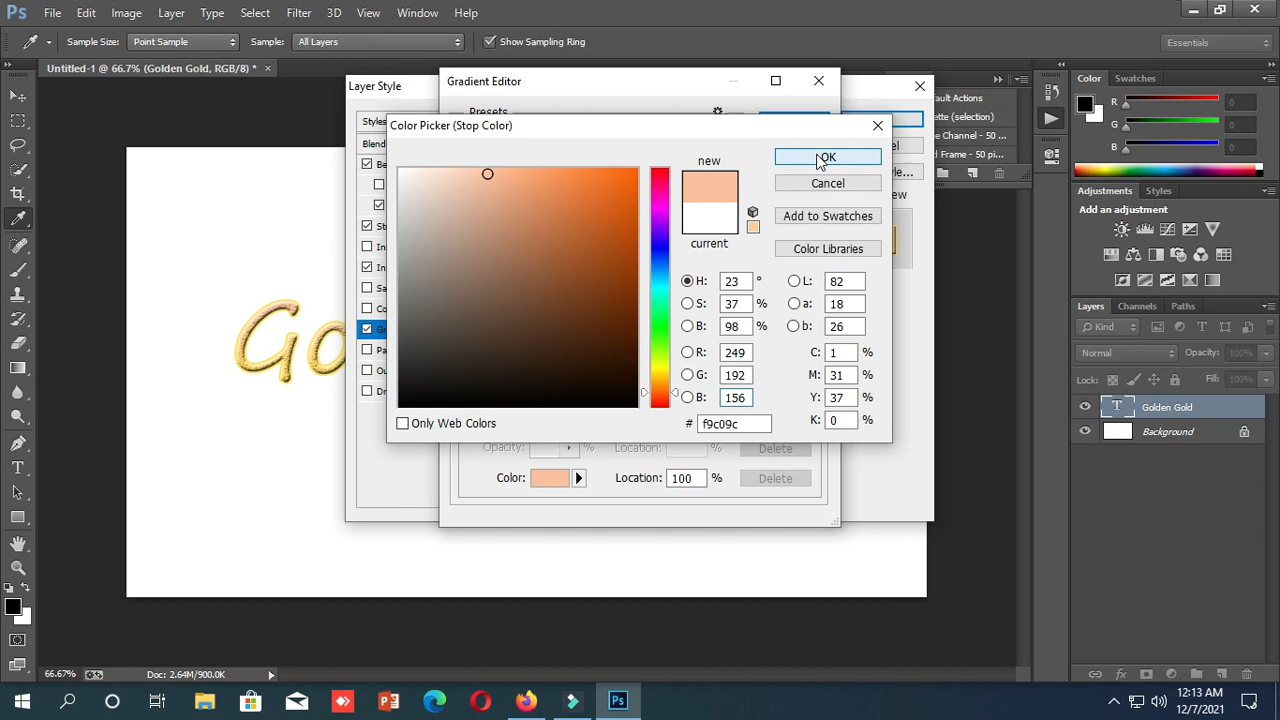 Ps File Edit Image Layer Type Select Filter 3D View Window Help
Sample Size: Point Sample Sample: All Layers Show Sampling Ring Essentials
Untitled-1 @ 66.7% (Golden Gold, RGB/8) * ×
Layer Style
Gradient Editor
Presets
Styles
Color Picker (Stop Color)
new
current
OK
Cancel
Add to Swatches
Color Libraries
H: 23 °
S: 37 %
B: 98 %
R: 249
G: 192
B: 156
# f9c09c
L: 82
a: 18
b: 26
C: 1 %
M: 31 %
Y: 37 %
K: 0 %
Only Web Colors
Opacity: % Location: % Delete
Color: Location: 100 % Delete
Go
Color Swatches
R 0
G 0
B 0
Adjustments Styles
Add an adjustment
Layers Channels Paths
Kind
Normal Opacity:
Lock: Fill:
T Golden Gold
Background
66.67% Doc: 2.64M/900.0K
12:13 AM
12/7/2021